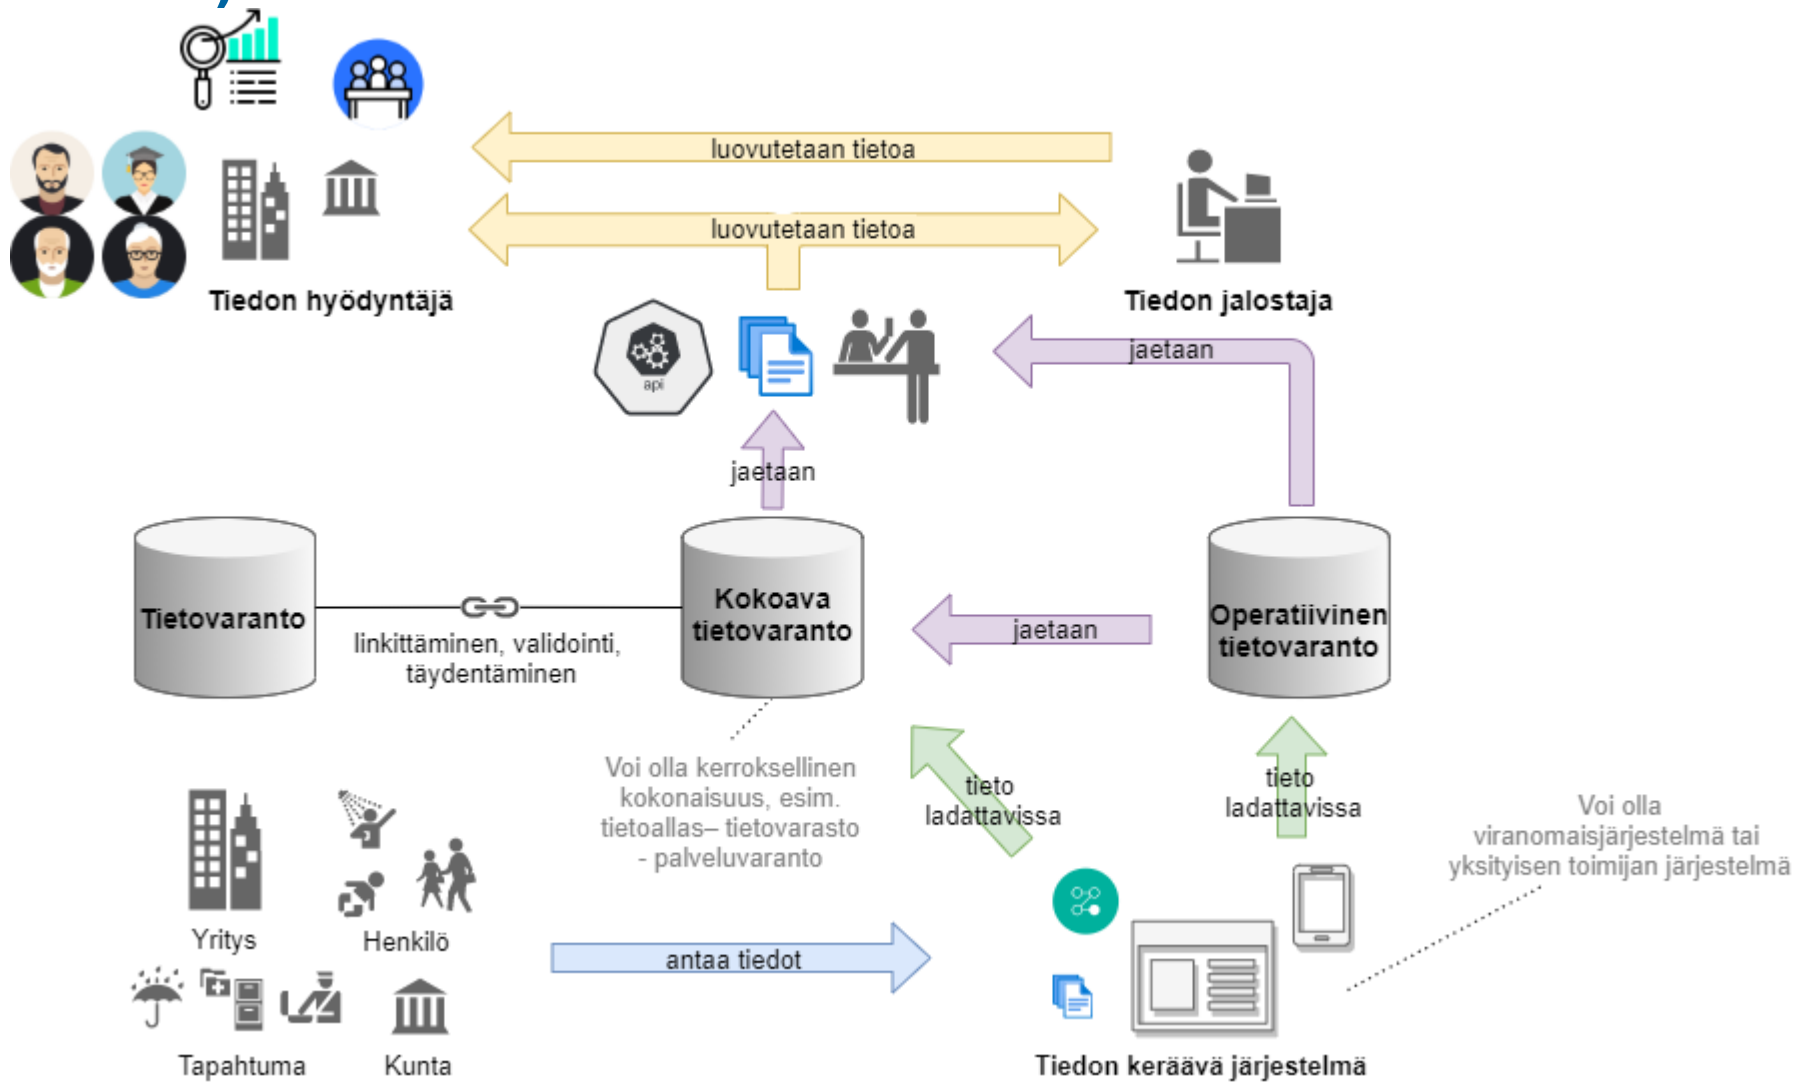 luovutetaan tietoa
luovutetaan tietoa
Tiedon hyödyntäjä
Tiedon jalostaja
api
jaetaan
jaetaan
Tietovaranto
linkittäminen, validointi,
täydentäminen
Kokoava
tietovaranto
jaetaan
Operatiivinen
tietovaranto
Voi olla kerroksellinen
kokonaisuus, esim.
tietoallas– tietovarasto
- palveluvaranto
tieto
ladattavissa
tieto
ladattavissa
Voi olla
viranomaisjärjestelmä tai
yksityisen toimijan järjestelmä
Yritys
Henkilö
antaa tiedot
Tapahtuma
Kunta
Tiedon keräävä järjestelmä